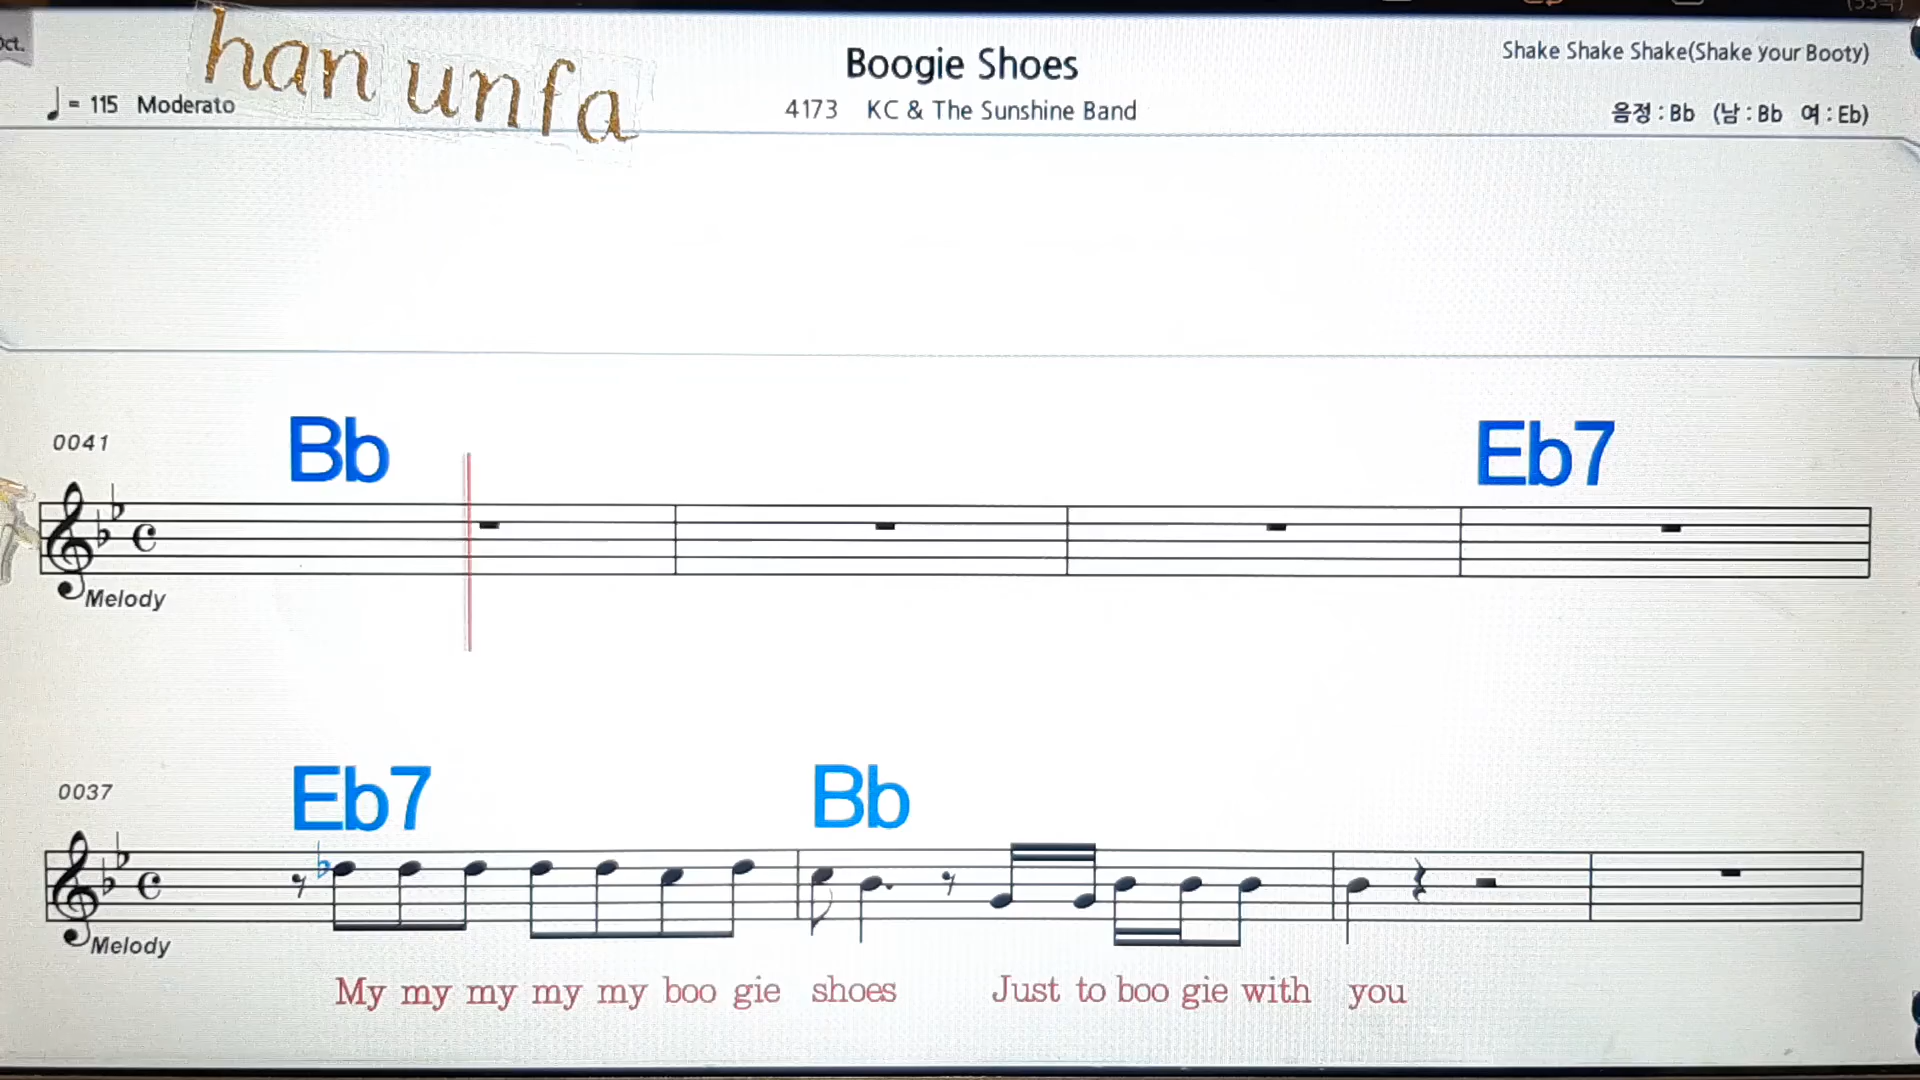 han unfa
Boogie Shoes
Shake Shake Shake(Shake your Booty)
= 115 Moderato
4173 KC & The Sunshine Band
음정 : Bb (남 : Bb 여 : Eb)
0041
Bb
Eb7
Melody
0037
Eb7
Bb
Melody
My my my my my boo gie shoes Just to boo gie with you